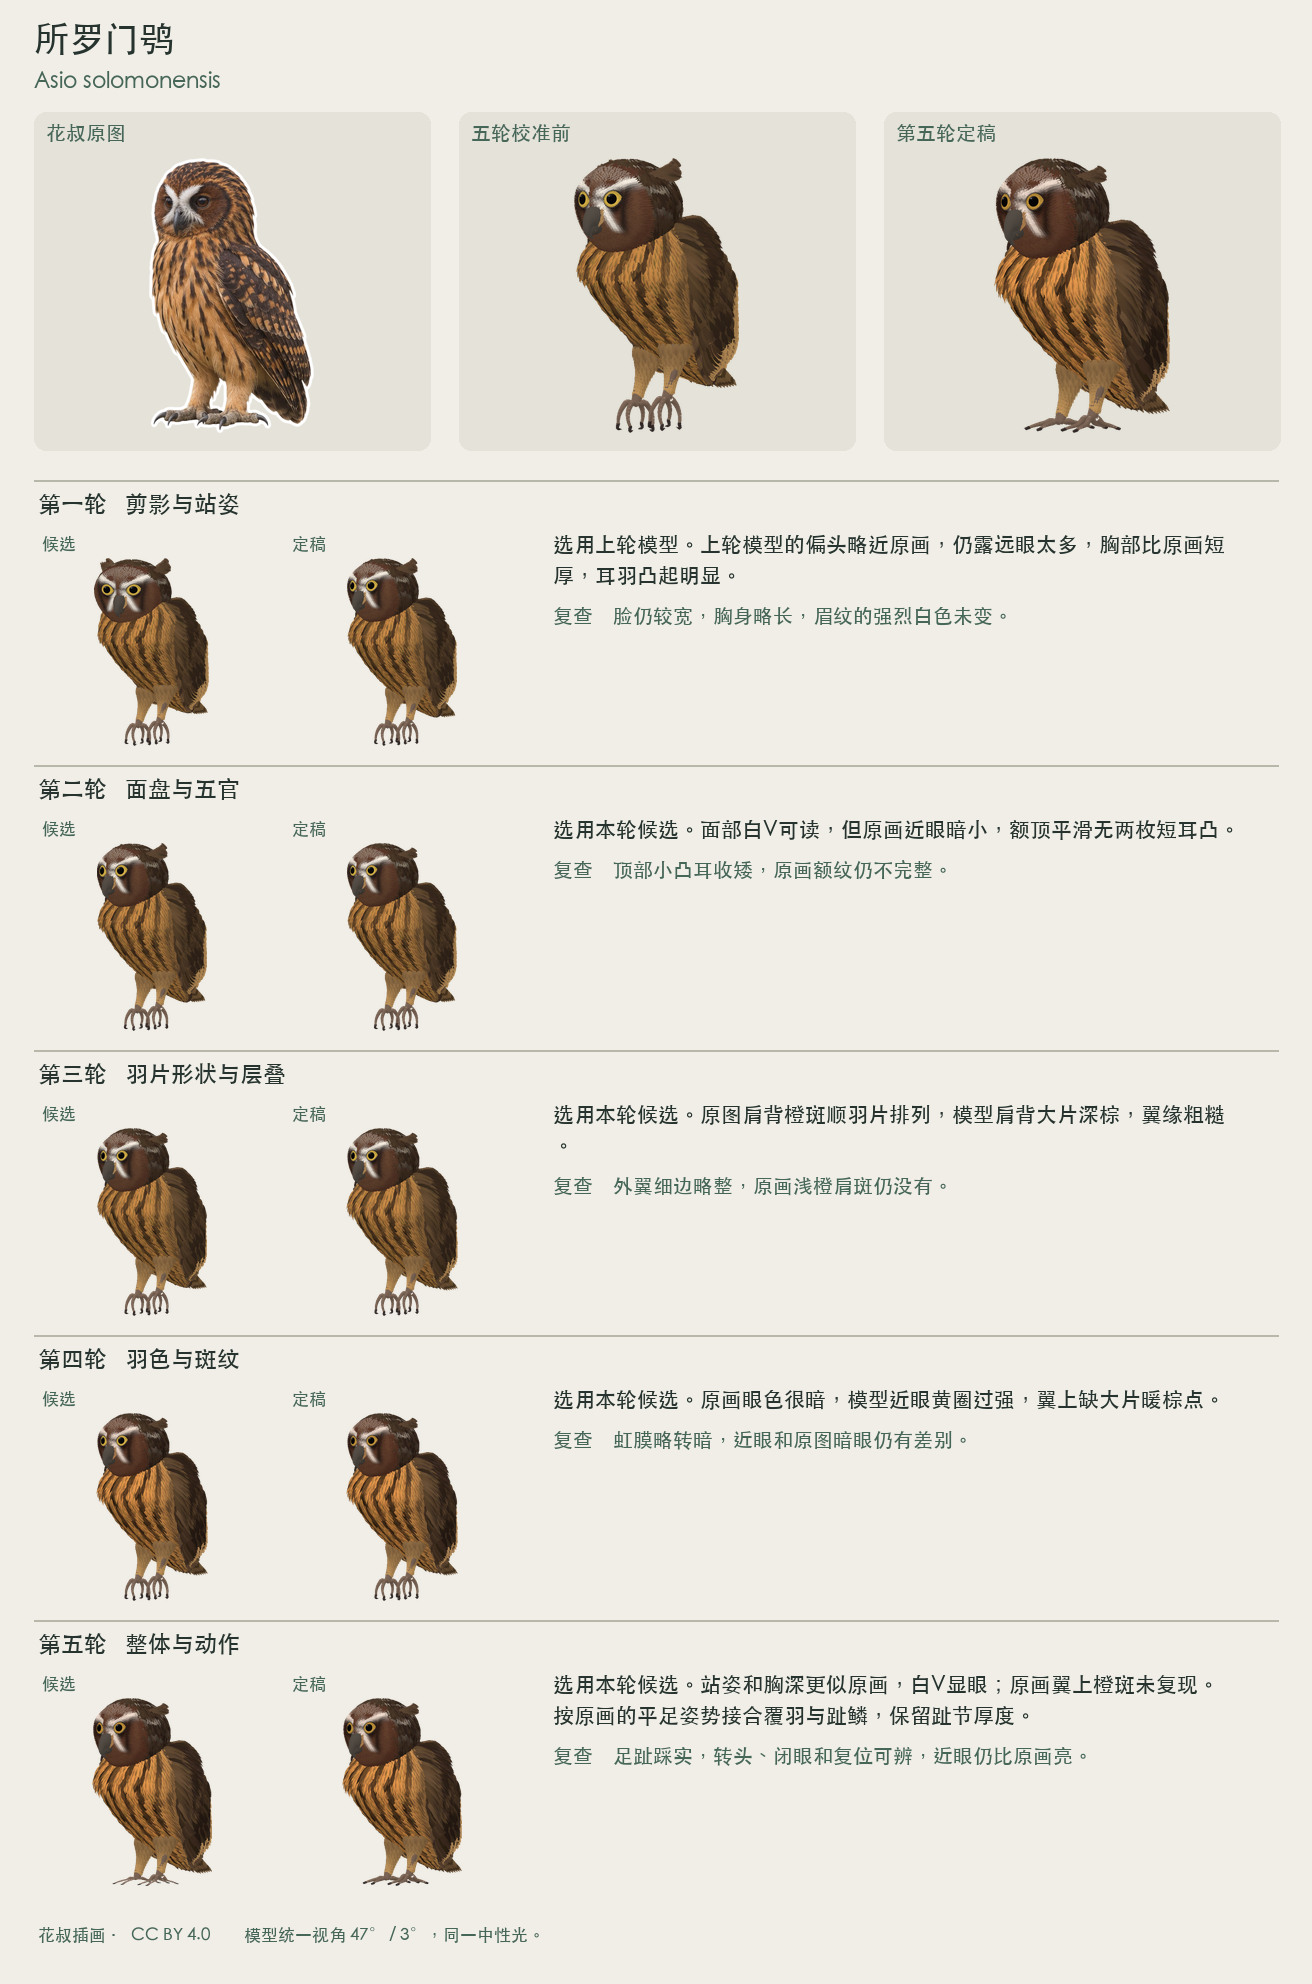 所罗门鸮
Asio solomonensis
花叔原图
五轮校准前
第五轮定稿
第一轮 剪影与站姿
候选
定稿
选用上轮模型。上轮模型的偏头略近原画，仍露远眼太多，胸部比原画短
厚，耳羽凸起明显。
复查 脸仍较宽，胸身略长，眉纹的强烈白色未变。
第二轮 面盘与五官
候选
定稿
选用本轮候选。面部白V可读，但原画近眼暗小，额顶平滑无两枚短耳凸。
复查 顶部小凸耳收矮，原画额纹仍不完整。
第三轮 羽片形状与层叠
候选
定稿
选用本轮候选。原图肩背橙斑顺羽片排列，模型肩背大片深棕，翼缘粗糙
。
复查 外翼细边略整，原画浅橙肩斑仍没有。
第四轮 羽色与斑纹
候选
定稿
选用本轮候选。原画眼色很暗，模型近眼黄圈过强，翼上缺大片暖棕点。
复查 虹膜略转暗，近眼和原图暗眼仍有差别。
第五轮 整体与动作
候选
定稿
选用本轮候选。站姿和胸深更似原画，白V显眼；原画翼上橙斑未复现。
按原画的平足姿势接合覆羽与趾鳞，保留趾节厚度。
复查 足趾踩实，转头、闭眼和复位可辨，近眼仍比原画亮。
花叔插画· CC BY 4.0 模型统一视角 47° / 3° ，同一中性光。